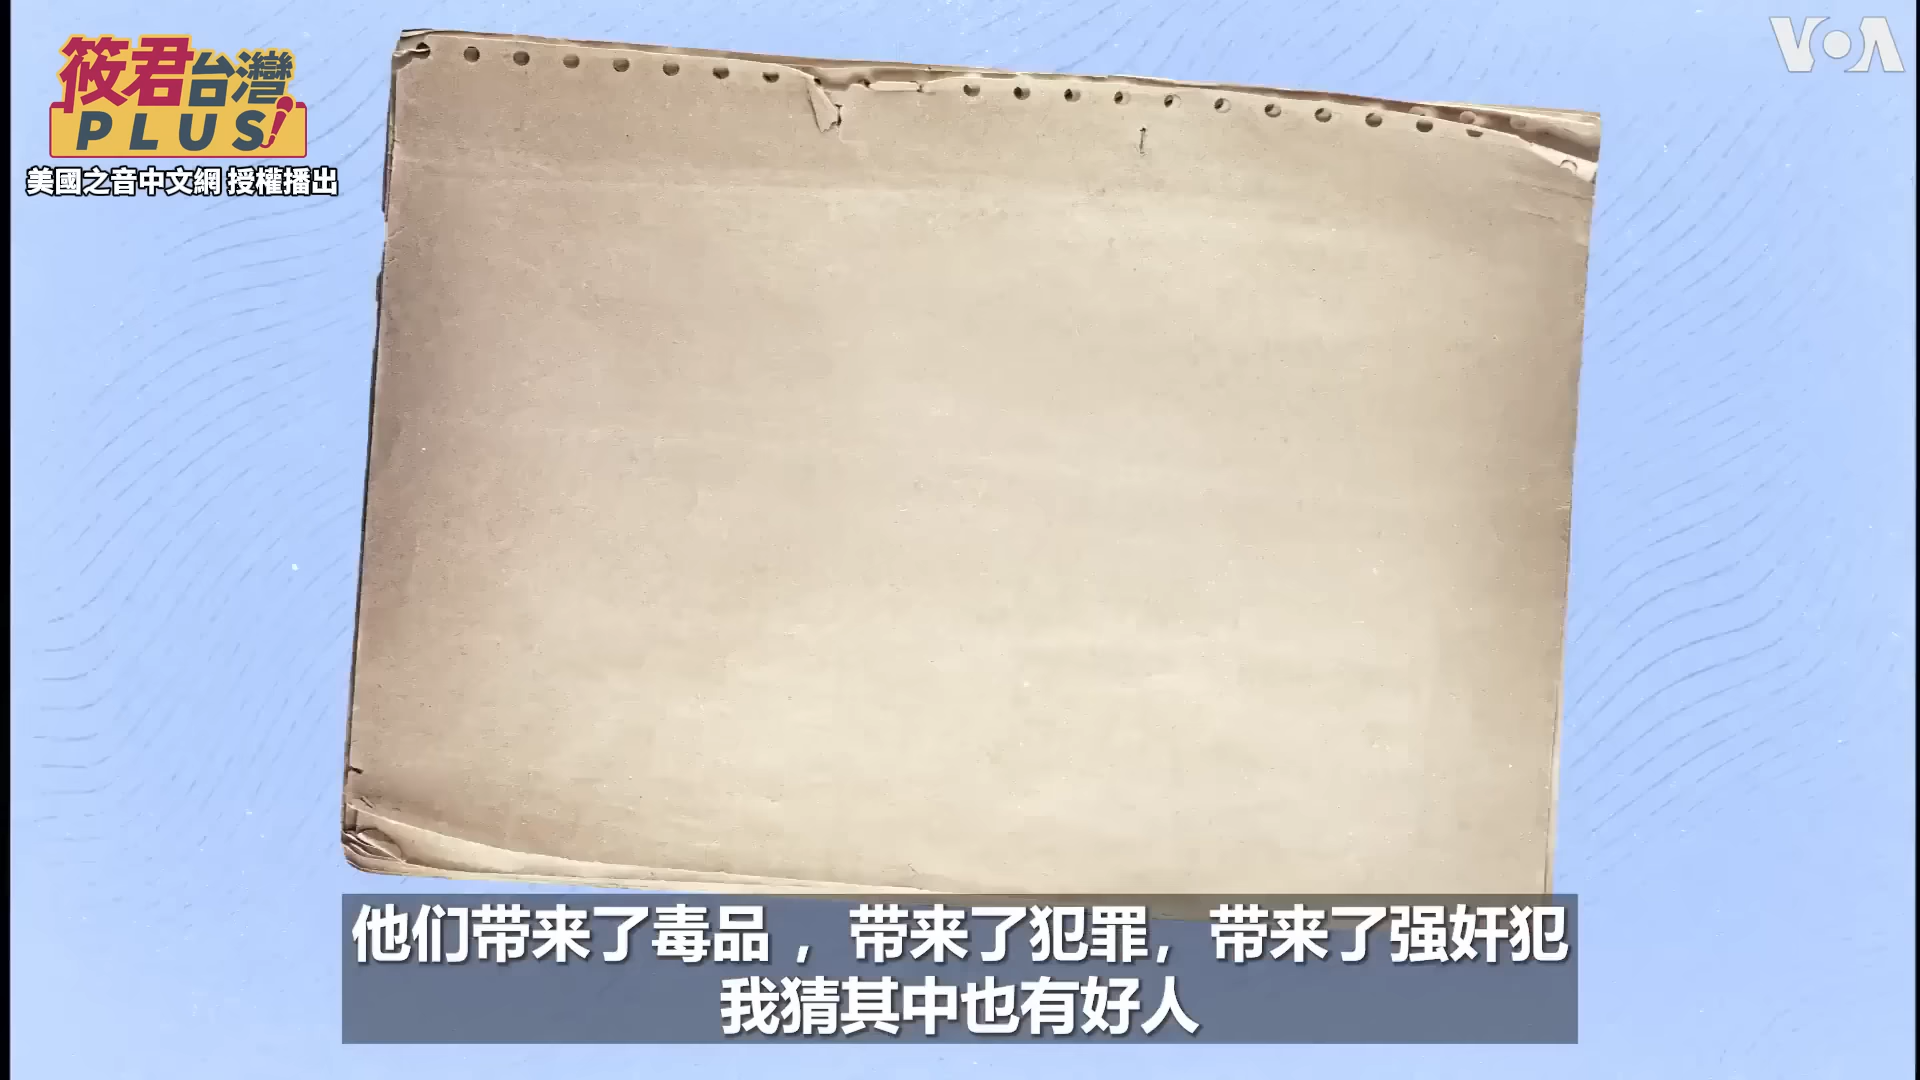 筱君台灣
PLUS!
美國之音中文網 授權播出
VOA
他们带来了毒品，带来了犯罪，带来了强奸犯
我猜其中也有好人